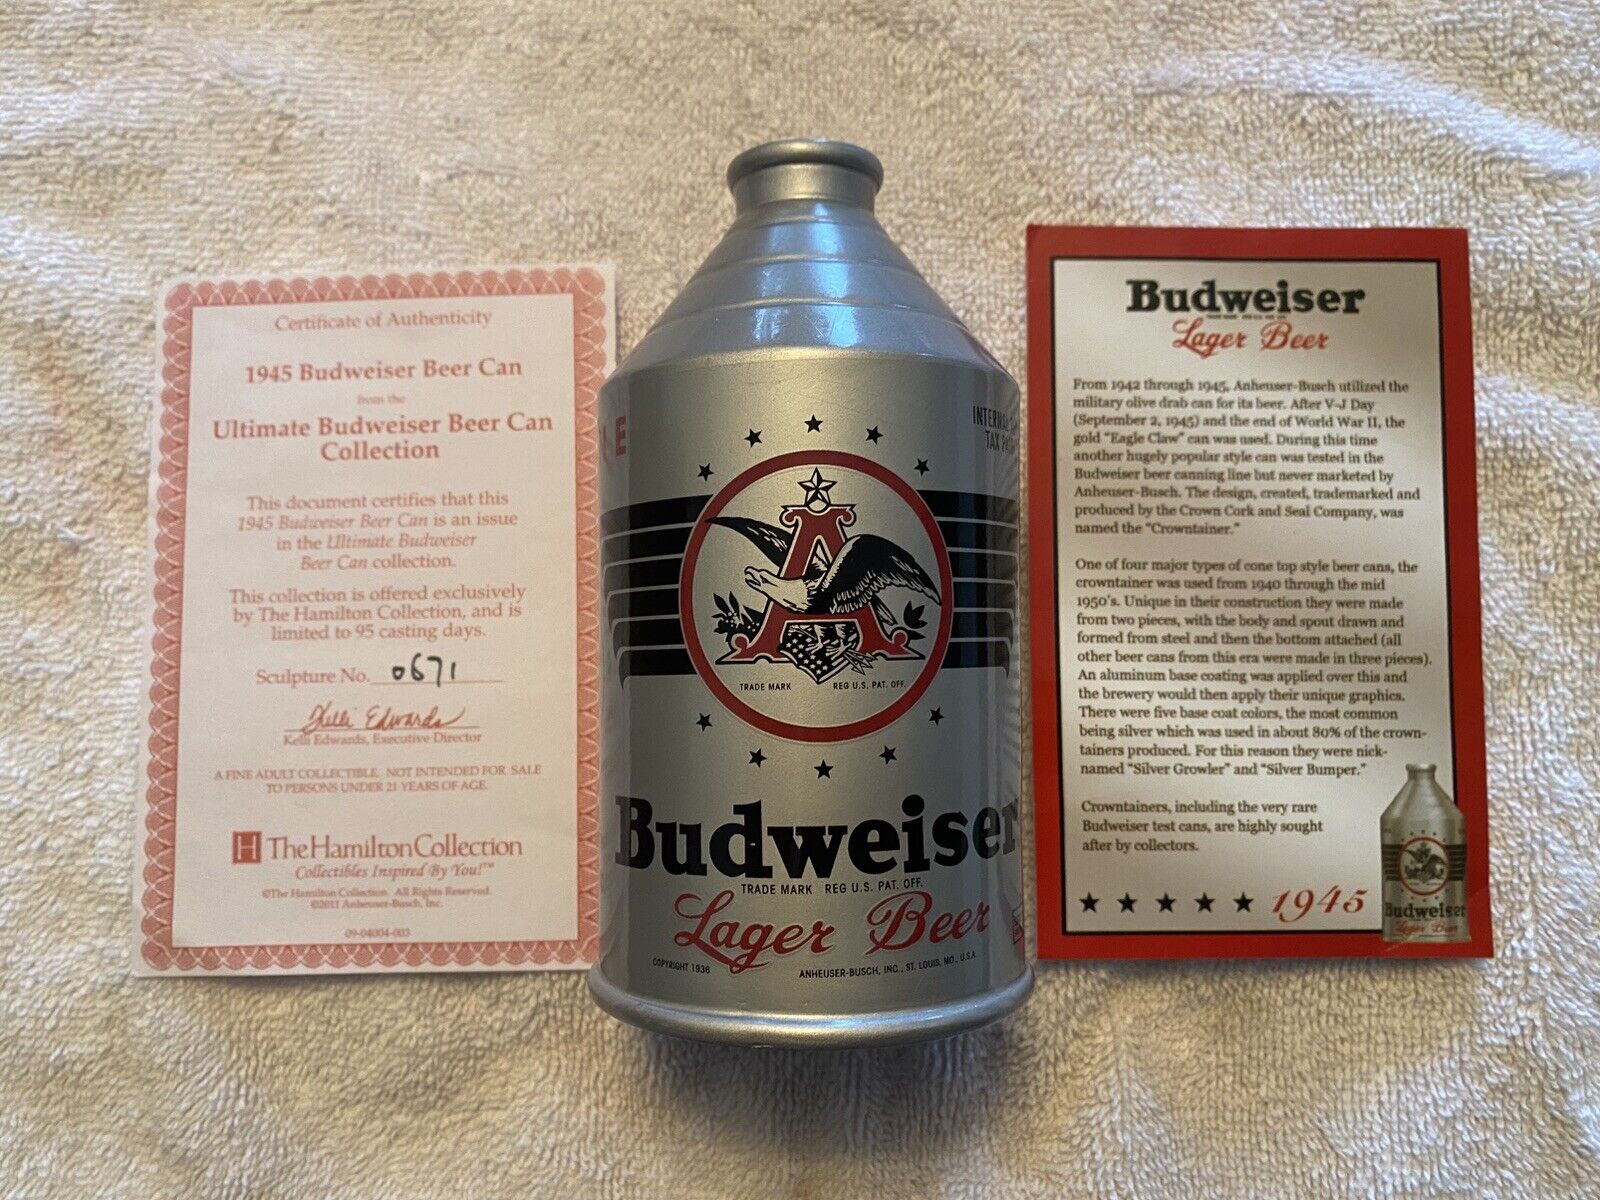 Certificate of Authenticity
1945 Budweiser Beer Can
from the
Ultimate Budweiser Beer Can
Collection
This document certifies that this
1945 Budweiser Beer Can is an issue
in the Ultimate Budweiser
Beer Can collection.
This collection is offered exclusively
by The Hamilton Collection, and is
limited to 95 casting days.
Sculpture No. 0671
Kelli Edwards
Kelli Edwards, Executive Director
A FINE ADULT COLLECTIBLE. NOT INTENDED FOR SALE
TO PERSONS UNDER 21 YEARS OF AGE.
H The Hamilton Collection
Collectibles Inspired By You!™
©The Hamilton Collection. All Rights Reserved.
©2011 Anheuser-Busch, Inc.
09-04004-003
E
INTERNAL
TAX
A
TRADE MARK REG U.S. PAT. OFF.
Budweiser
TRADE MARK REG U.S. PAT. OFF.
Lager Beer
COPYRIGHT 1936 ANHEUSER-BUSCH, INC., ST. LOUIS, MO., U.S.A.
Budweiser
Lager Beer
From 1942 through 1945, Anheuser-Busch utilized the
military olive drab can for its beer. After V-J Day
(September 2, 1945) and the end of World War II, the
gold "Eagle Claw" can was used. During this time
another hugely popular style can was tested in the
Budweiser beer canning line but never marketed by
Anheuser-Busch. The design, created, trademarked and
produced by the Crown Cork and Seal Company, was
named the "Crowntainer."
One of four major types of cone top style beer cans, the
crowntainer was used from 1940 through the mid
1950's. Unique in their construction they were made
from two pieces, with the body and spout drawn and
formed from steel and then the bottom attached (all
other beer cans from this era were made in three pieces).
An aluminum base coating was applied over this and
the brewery would then apply their unique graphics.
There were five base coat colors, the most common
being silver which was used in about 80% of the crown-
tainers produced. For this reason they were nick-
named "Silver Growler" and "Silver Bumper."
Crowntainers, including the very rare
Budweiser test cans, are highly sought
after by collectors.
1945
Budweiser
Lager Beer